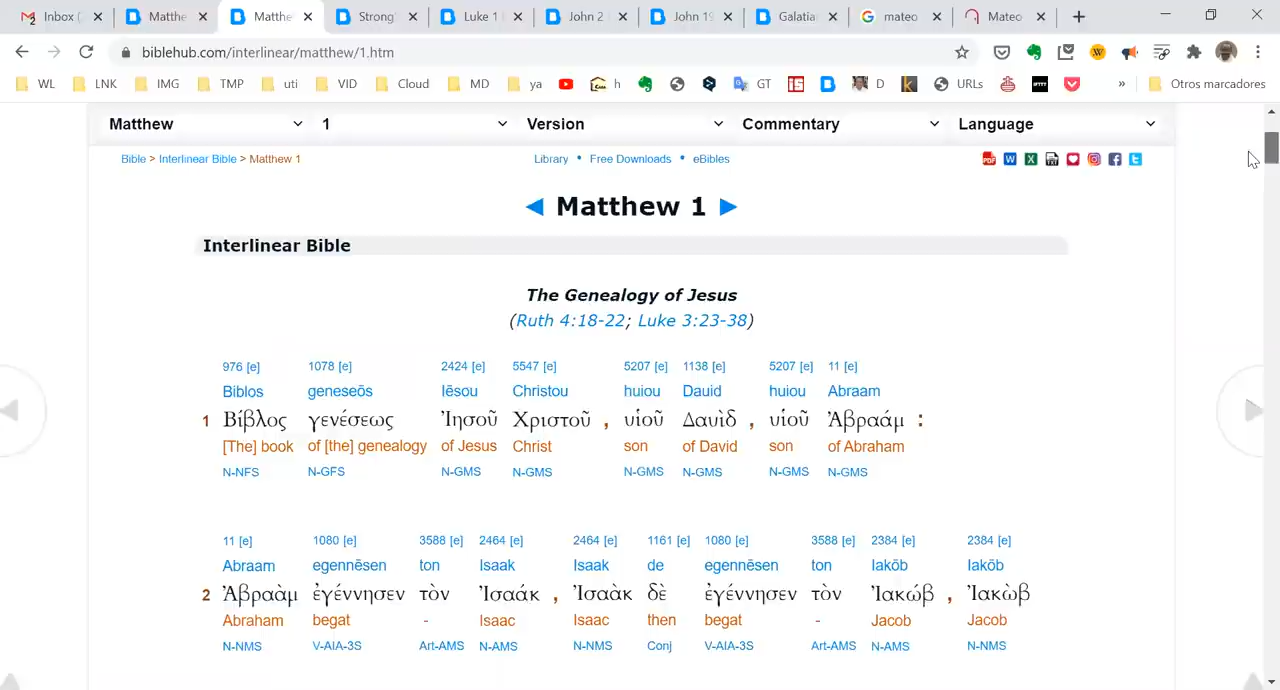 Inbox (2 Matthe Matthe Strong' Luke 1 John 2 John 19 Galatia mateo Mateo
biblehub.com/interlinear/matthew/1.htm
WL LNK IMG TMP uti VID Cloud MD ya h GT D URLs » Otros marcadores
Matthew 1 Version Commentary Language
Bible > Interlinear Bible > Matthew 1 Library • Free Downloads • eBibles
◄ Matthew 1 ►
Interlinear Bible
The Genealogy of Jesus
(Ruth 4:18-22; Luke 3:23-38)
976 [e] 1078 [e] 2424 [e] 5547 [e] 5207 [e] 1138 [e] 5207 [e] 11 [e]
Biblos geneseōs Iēsou Christou huiou Dauid huiou Abraam
1 Βίβλος γενέσεως Ἰησοῦ Χριστοῦ , υἱοῦ Δαυὶδ , υἱοῦ Ἀβραάμ :
[The] book of [the] genealogy of Jesus Christ son of David son of Abraham
N-NFS N-GFS N-GMS N-GMS N-GMS N-GMS N-GMS N-GMS
11 [e] 1080 [e] 3588 [e] 2464 [e] 2464 [e] 1161 [e] 1080 [e] 3588 [e] 2384 [e] 2384 [e]
Abraam egennēsen ton Isaak Isaak de egennēsen ton Iakōb Iakōb
2 Ἀβραὰμ ἐγέννησεν τὸν Ἰσαάκ , Ἰσαὰκ δὲ ἐγέννησεν τὸν Ἰακώβ , Ἰακὼβ
Abraham begat - Isaac Isaac then begat - Jacob Jacob
N-NMS V-AIA-3S Art-AMS N-AMS N-NMS Conj V-AIA-3S Art-AMS N-AMS N-NMS